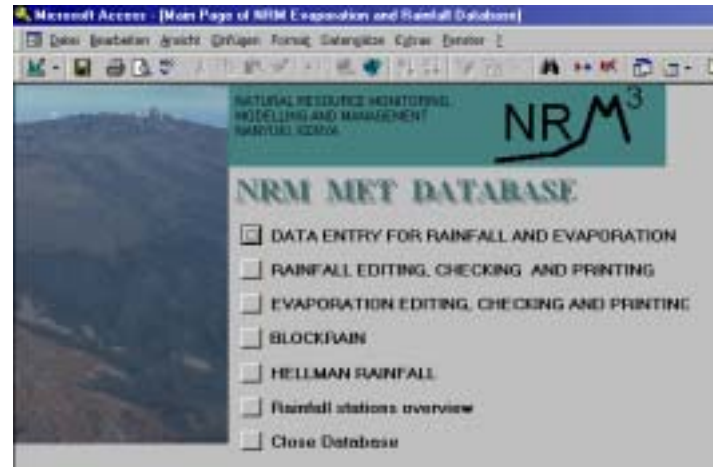 Microsoft Access - [Main Page of NRM Evaporation and Rainfall Database]
Datei Bearbeiten Ansicht Einfügen Format Datensätze Extras Fenster ?
NATURAL RESOURCE MONITORING,
MODELLING AND MANAGEMENT
NANYUKI, KENYA
NRM3
NRM MET DATABASE
DATA ENTRY FOR RAINFALL AND EVAPORATION
RAINFALL EDITING, CHECKING AND PRINTING
EVAPORATION EDITING, CHECKING AND PRINTING
BLOCKRAIN
HELLMAN RAINFALL
Rainfall stations overview
Close Database